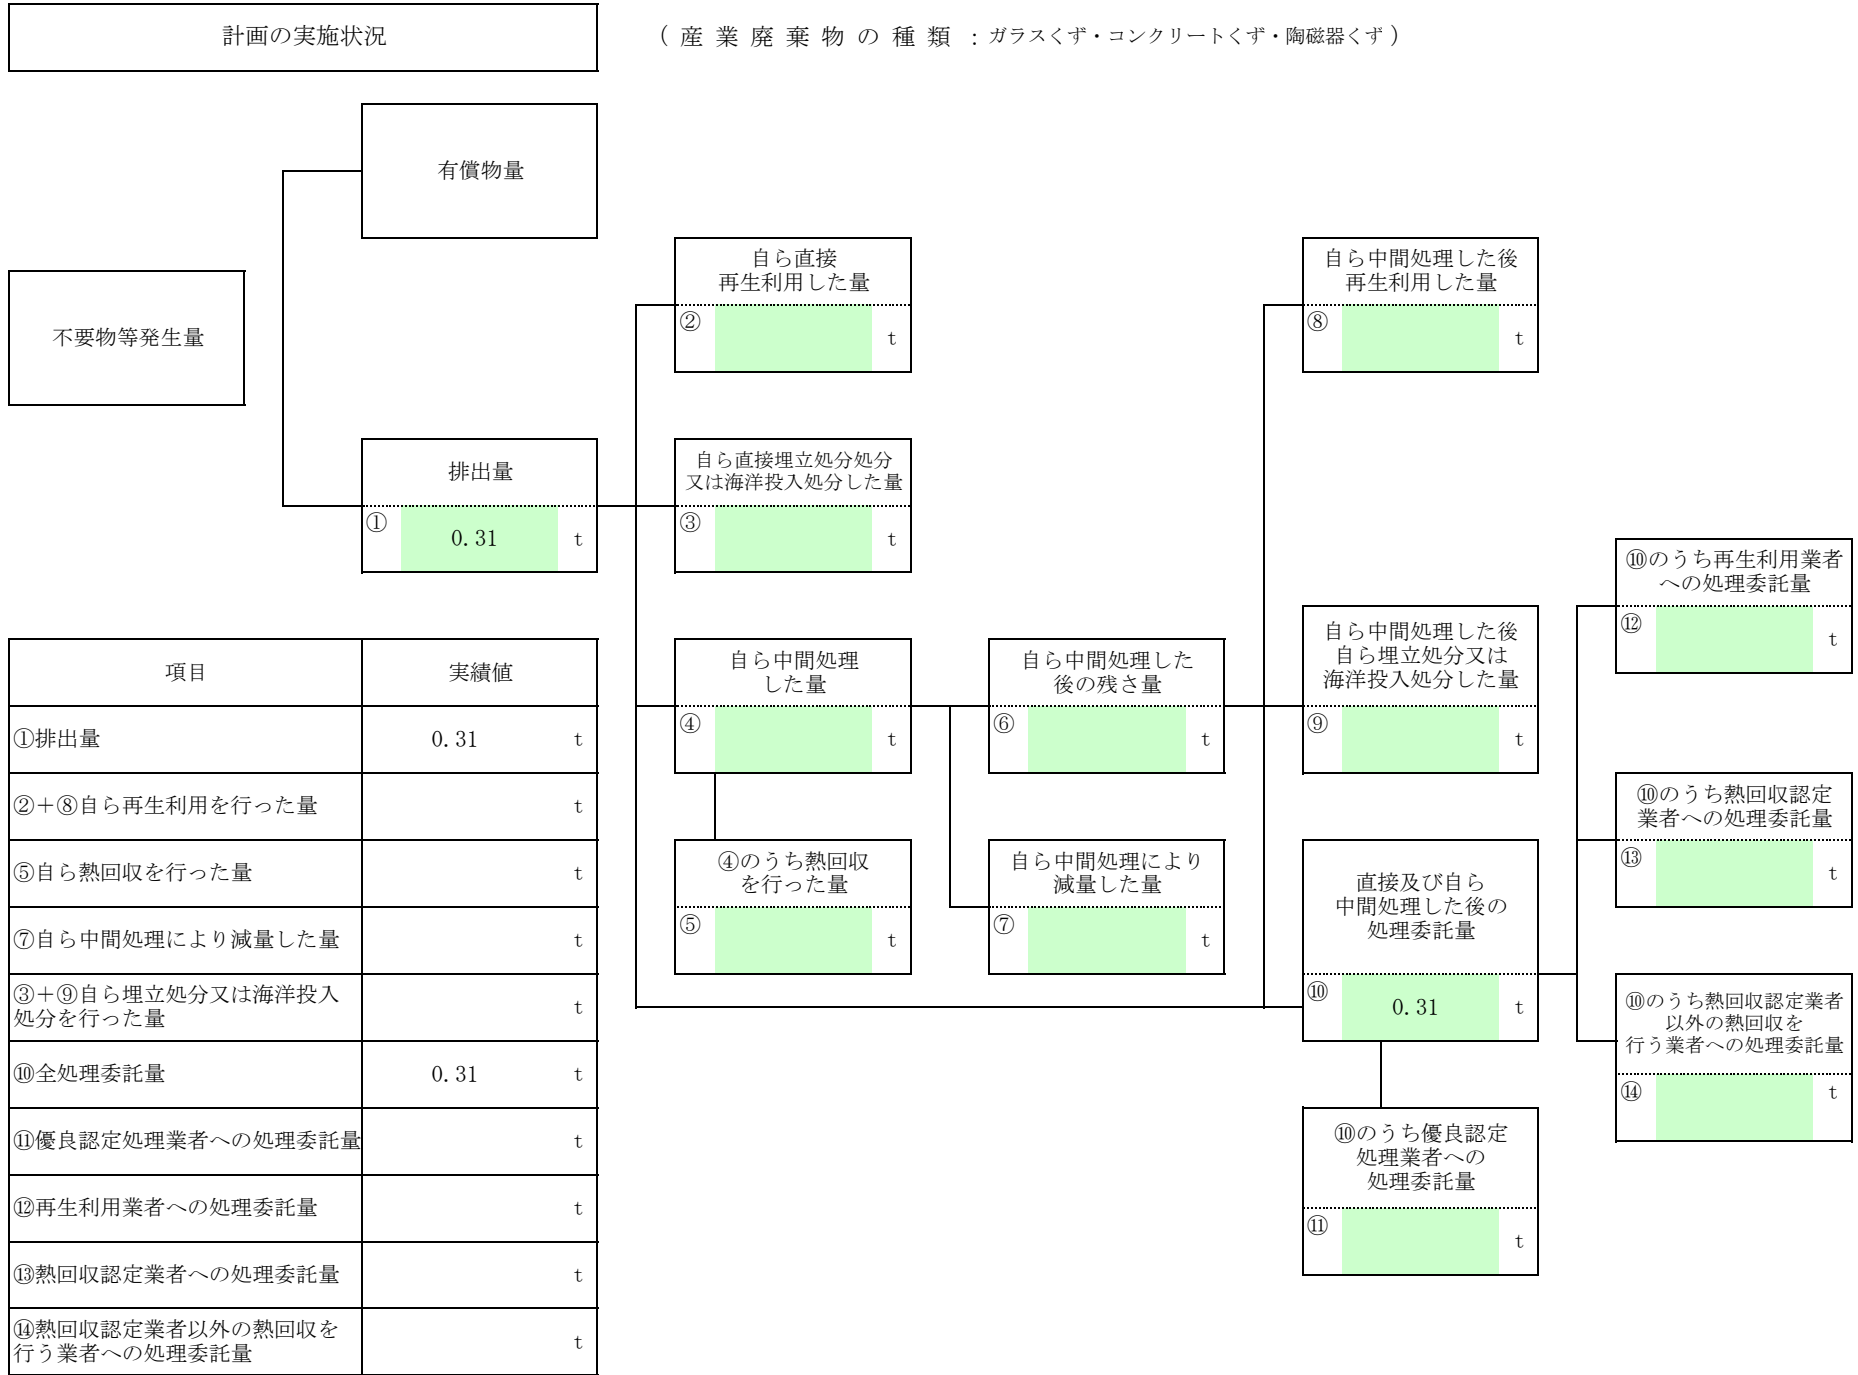 計画の実施状況
（産業廃棄物の種類：ガラスくず・コンクリートくず・陶磁器くず）
有償物量
不要物等発生量
排出量
① 0.31 t
自ら直接
再生利用した量
② t
自ら直接埋立処分処分
又は海洋投入処分した量
③ t
自ら中間処理
した量
④ t
④のうち熱回収
を行った量
⑤ t
自ら中間処理した
後の残さ量
⑥ t
自ら中間処理により
減量した量
⑦ t
自ら中間処理した後
再生利用した量
⑧ t
自ら中間処理した後
自ら埋立処分又は
海洋投入処分した量
⑨ t
直接及び自ら
中間処理した後の
処理委託量
⑩ 0.31 t
⑩のうち優良認定
処理業者への
処理委託量
⑪ t
⑩のうち再生利用業者
への処理委託量
⑫ t
⑩のうち熱回収認定
業者への処理委託量
⑬ t
⑩のうち熱回収認定業者
以外の熱回収を
行う業者への処理委託量
⑭ t
項目 実績値
①排出量 0.31 t
②＋⑧自ら再生利用を行った量 t
⑤自ら熱回収を行った量 t
⑦自ら中間処理により減量した量 t
③＋⑨自ら埋立処分又は海洋投入
処分を行った量 t
⑩全処理委託量 0.31 t
⑪優良認定処理業者への処理委託量 t
⑫再生利用業者への処理委託量 t
⑬熱回収認定業者への処理委託量 t
⑭熱回収認定業者以外の熱回収を
行う業者への処理委託量 t